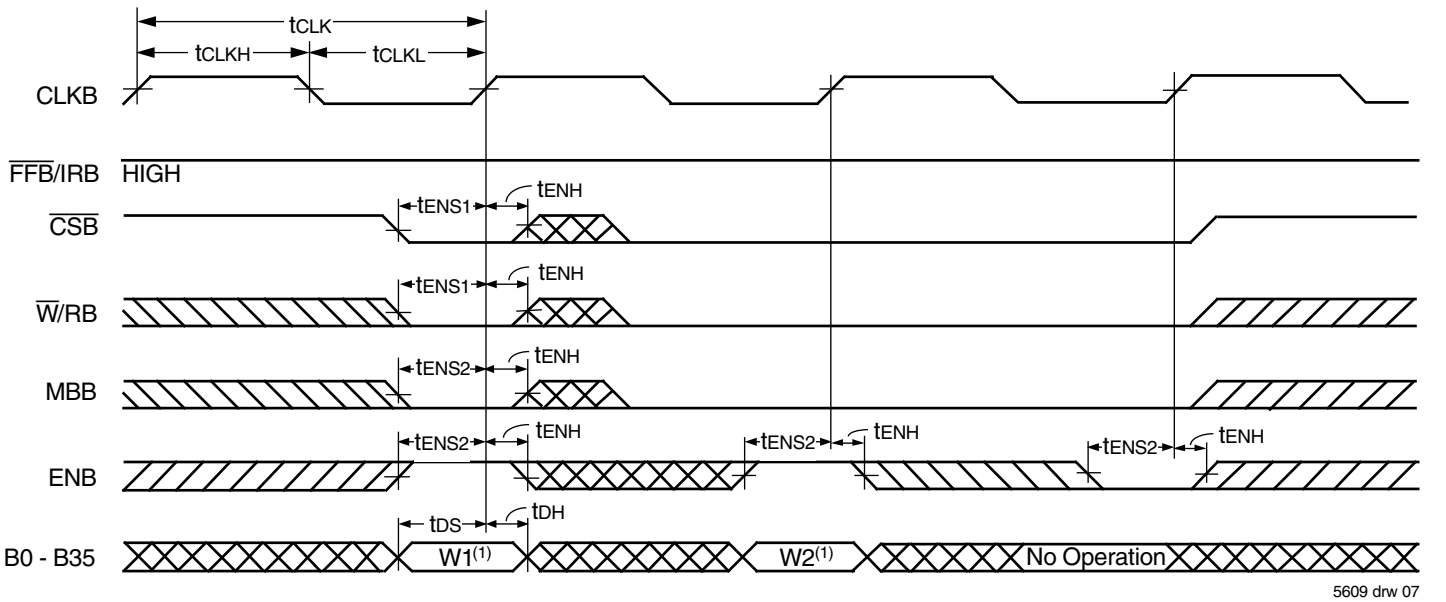 tCLK
tCLKH tCLKL
CLKB
FFB/IRB HIGH
tENS1 tENH
CSB
tENS1 tENH
W/RB
tENS2 tENH
MBB
tENS2 tENH tENS2 tENH tENS2 tENH
ENB
tDS tDH
B0 - B35 W1(1) W2(1) No Operation
5609 drw 07